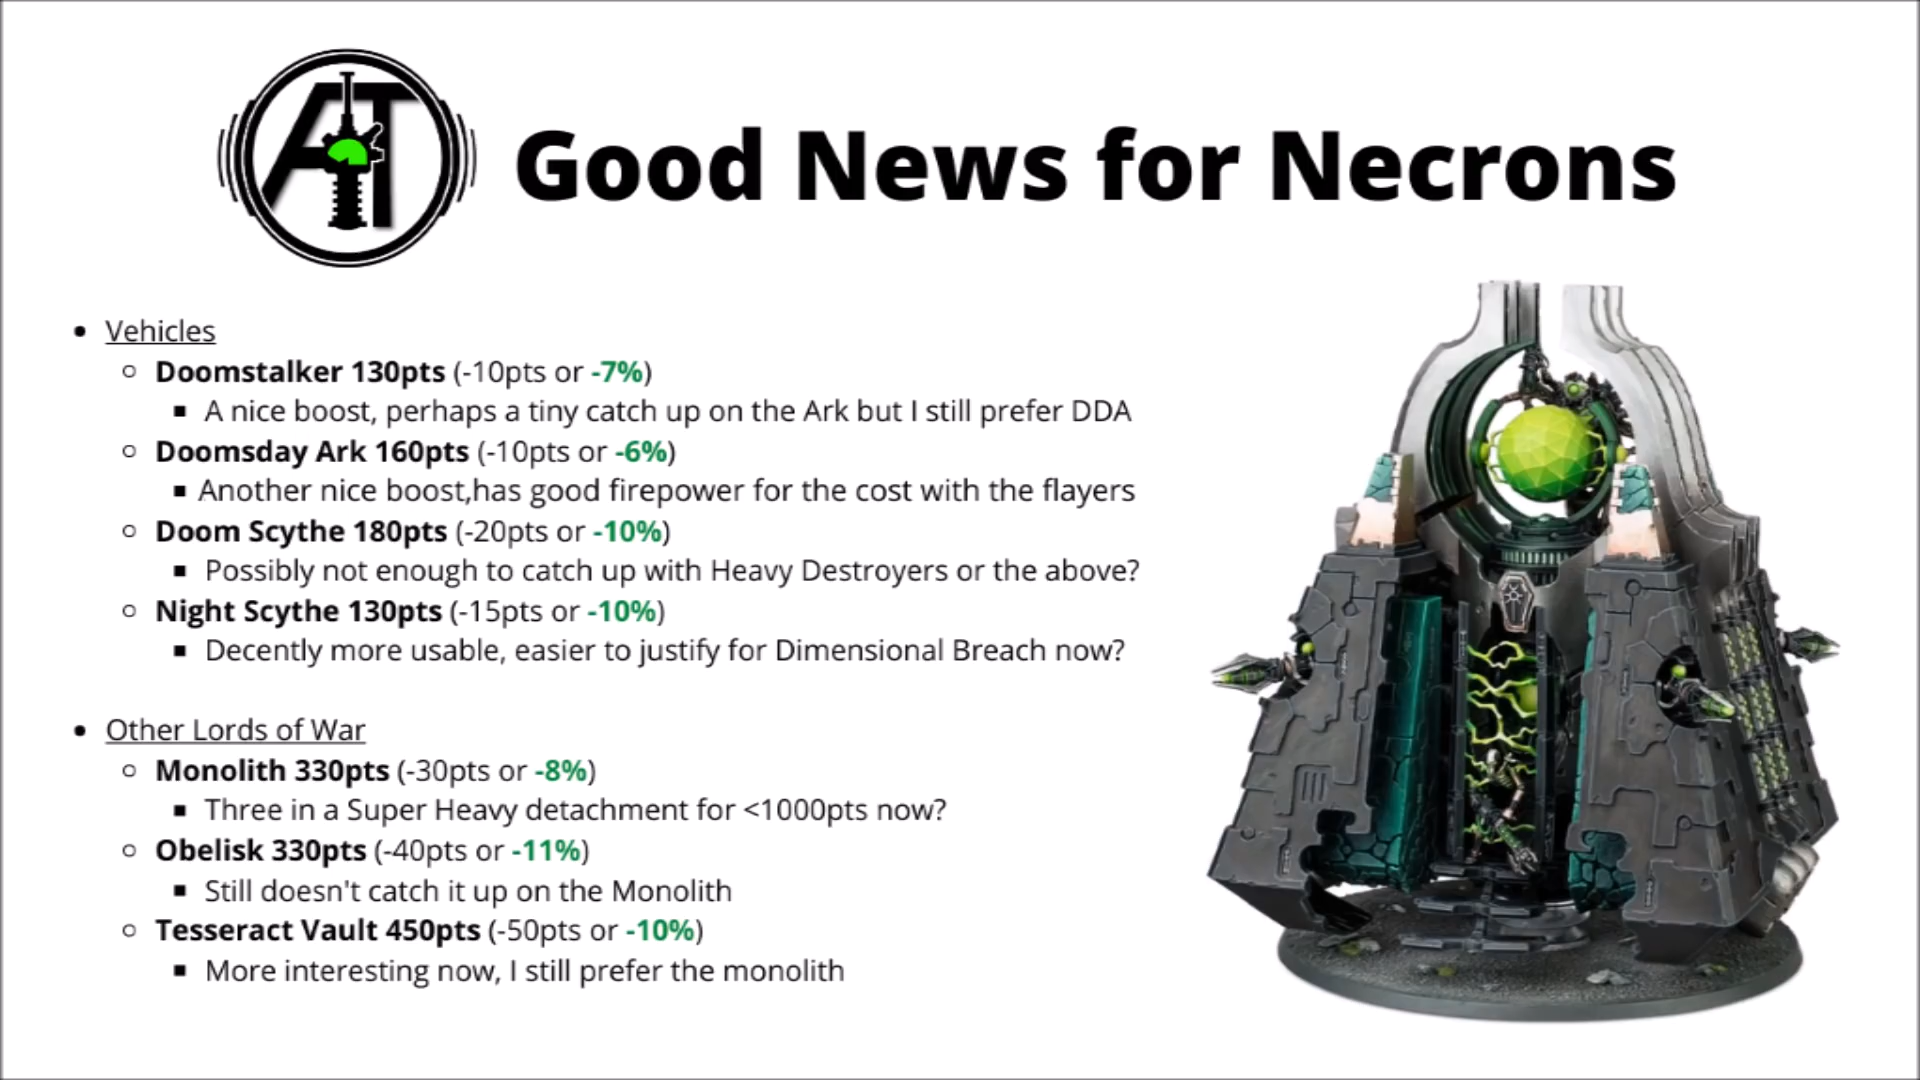 AT
Good News for Necrons
• Vehicles
○ Doomstalker 130pts (-10pts or -7%)
▪ A nice boost, perhaps a tiny catch up on the Ark but I still prefer DDA
○ Doomsday Ark 160pts (-10pts or -6%)
▪ Another nice boost,has good firepower for the cost with the flayers
○ Doom Scythe 180pts (-20pts or -10%)
▪ Possibly not enough to catch up with Heavy Destroyers or the above?
○ Night Scythe 130pts (-15pts or -10%)
▪ Decently more usable, easier to justify for Dimensional Breach now?
• Other Lords of War
○ Monolith 330pts (-30pts or -8%)
▪ Three in a Super Heavy detachment for <1000pts now?
○ Obelisk 330pts (-40pts or -11%)
▪ Still doesn't catch it up on the Monolith
○ Tesseract Vault 450pts (-50pts or -10%)
▪ More interesting now, I still prefer the monolith